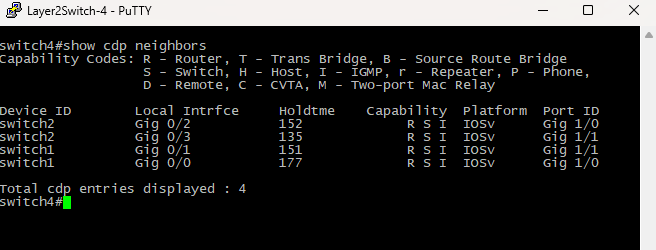 Layer2Switch-4 - PuTTY
switch4#show cdp neighbors
Capability Codes: R - Router, T - Trans Bridge, B - Source Route Bridge
                  S - Switch, H - Host, I - IGMP, r - Repeater, P - Phone,
                  D - Remote, C - CVTA, M - Two-port Mac Relay
Device ID        Local Intrfce     Holdtme    Capability  Platform  Port ID
switch2          Gig 0/2           152             R S I  IOSv      Gig 1/0
switch2          Gig 0/3           135             R S I  IOSv      Gig 1/1
switch1          Gig 0/1           151             R S I  IOSv      Gig 1/1
switch1          Gig 0/0           177             R S I  IOSv      Gig 1/0
Total cdp entries displayed : 4
switch4#